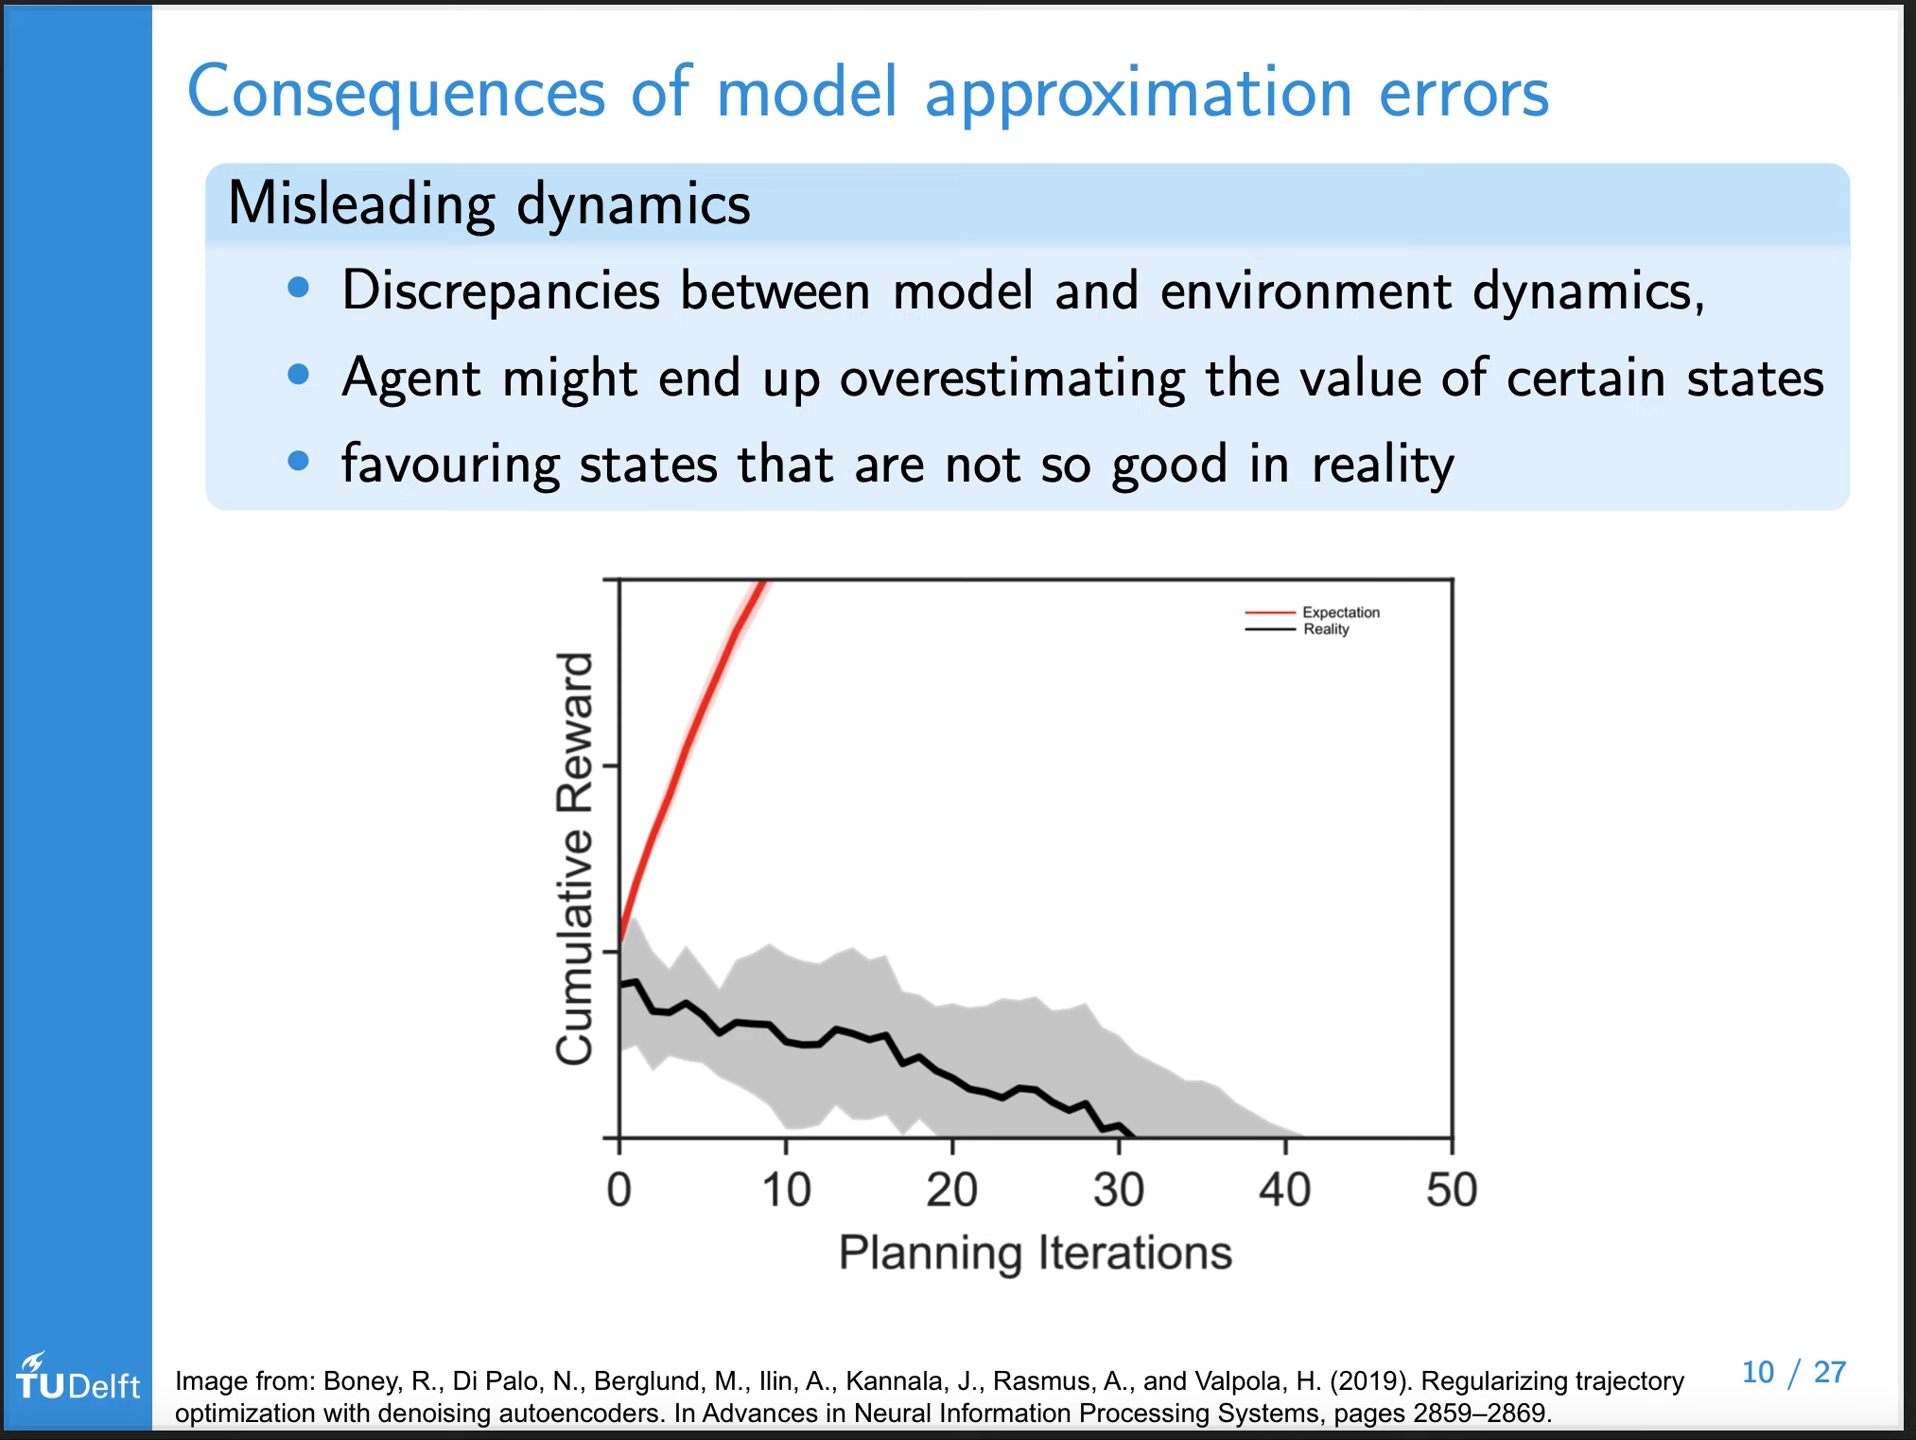 Consequences of model approximation errors
Misleading dynamics
Discrepancies between model and environment dynamics,
Agent might end up overestimating the value of certain states
favouring states that are not so good in reality
Expectation
Reality
Cumulative Reward
0 10 20 30 40 50
Planning Iterations
TUDelft
Image from: Boney, R., Di Palo, N., Berglund, M., Ilin, A., Kannala, J., Rasmus, A., and Valpola, H. (2019). Regularizing trajectory
optimization with denoising autoencoders. In Advances in Neural Information Processing Systems, pages 2859–2869.
10 / 27